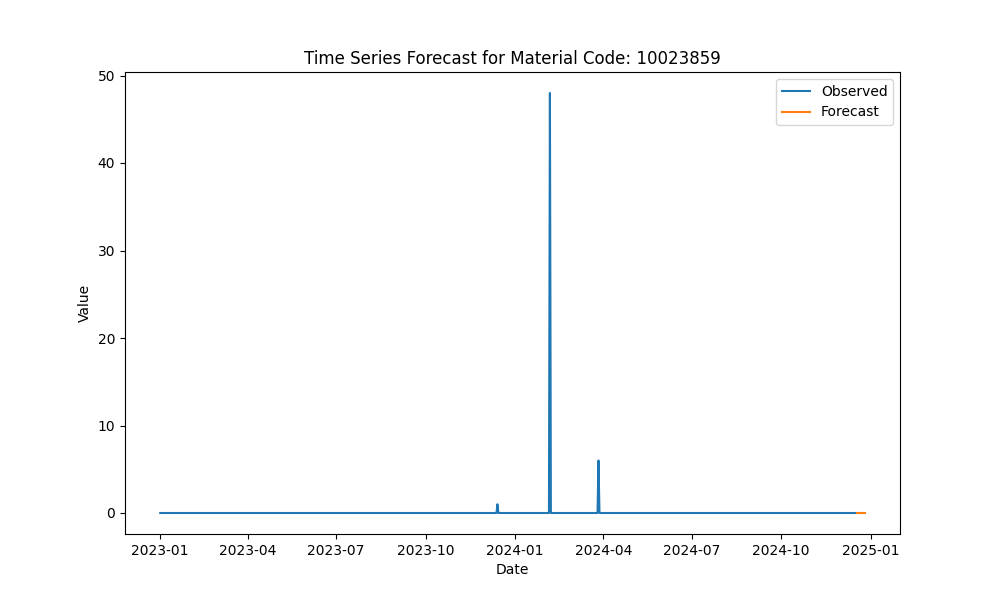 Time Series Forecast for Material Code: 10023859
Observed
Forecast
50
40
30
20
10
0
Value
2023-01 2023-04 2023-07 2023-10 2024-01 2024-04 2024-07 2024-10 2025-01
Date